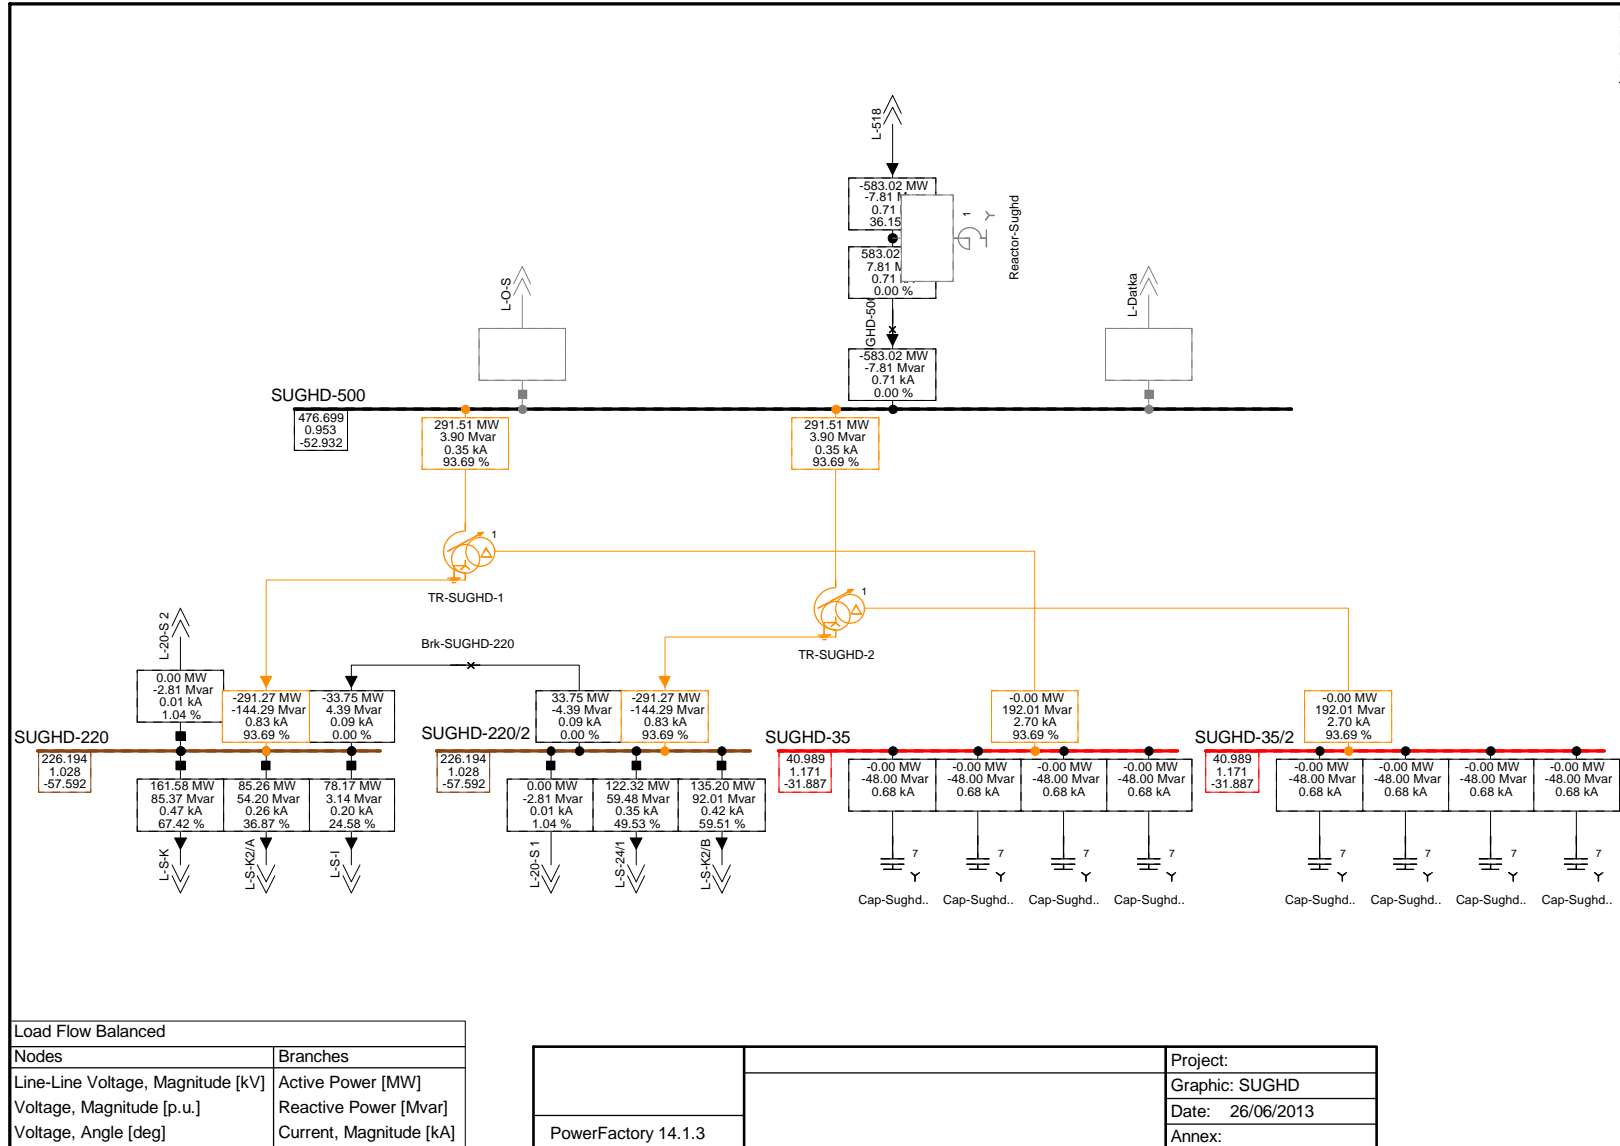 L-518
-583.02 MW
-7.81
0.71
36.15
1
Y
Reactor-Sughd
583.02
7.81
0.71
0.00 %
L-O-S
L-Datka
GHD-50
-583.02 MW
-7.81 Mvar
0.71 kA
0.00 %
SUGHD-500
476.699
0.953
-52.932
291.51 MW
3.90 Mvar
0.35 kA
93.69 %
291.51 MW
3.90 Mvar
0.35 kA
93.69 %
1
TR-SUGHD-1
1
TR-SUGHD-2
L-20-S 2
Brk-SUGHD-220
0.00 MW
-2.81 Mvar
0.01 kA
1.04 %
-291.27 MW
-144.29 Mvar
0.83 kA
93.69 %
-33.75 MW
4.39 Mvar
0.09 kA
0.00 %
33.75 MW
-4.39 Mvar
0.09 kA
0.00 %
-291.27 MW
-144.29 Mvar
0.83 kA
93.69 %
-0.00 MW
192.01 Mvar
2.70 kA
93.69 %
-0.00 MW
192.01 Mvar
2.70 kA
93.69 %
SUGHD-220
226.194
1.028
-57.592
161.58 MW
85.37 Mvar
0.47 kA
67.42 %
85.26 MW
54.20 Mvar
0.26 kA
36.87 %
78.17 MW
3.14 Mvar
0.20 kA
24.58 %
L-S-K
L-S-K2/A
L-S-I
SUGHD-220/2
226.194
1.028
-57.592
0.00 MW
-2.81 Mvar
0.01 kA
1.04 %
122.32 MW
59.48 Mvar
0.35 kA
49.53 %
135.20 MW
92.01 Mvar
0.42 kA
59.51 %
L-20-S 1
L-S-24/1
L-S-K2/B
SUGHD-35
40.989
1.171
-31.887
-0.00 MW
-48.00 Mvar
0.68 kA
-0.00 MW
-48.00 Mvar
0.68 kA
-0.00 MW
-48.00 Mvar
0.68 kA
-0.00 MW
-48.00 Mvar
0.68 kA
7
Y
7
Y
7
Y
7
Y
Cap-Sughd..
Cap-Sughd..
Cap-Sughd..
Cap-Sughd..
SUGHD-35/2
40.989
1.171
-31.887
-0.00 MW
-48.00 Mvar
0.68 kA
-0.00 MW
-48.00 Mvar
0.68 kA
-0.00 MW
-48.00 Mvar
0.68 kA
-0.00 MW
-48.00 Mvar
0.68 kA
7
Y
7
Y
7
Y
7
Y
Cap-Sughd..
Cap-Sughd..
Cap-Sughd..
Cap-Sughd..
Load Flow Balanced
Nodes
Branches
Line-Line Voltage, Magnitude [kV]
Active Power [MW]
Voltage, Magnitude [p.u.]
Reactive Power [Mvar]
Voltage, Angle [deg]
Current, Magnitude [kA]
PowerFactory 14.1.3
Project:
Graphic: SUGHD
Date: 26/06/2013
Annex: